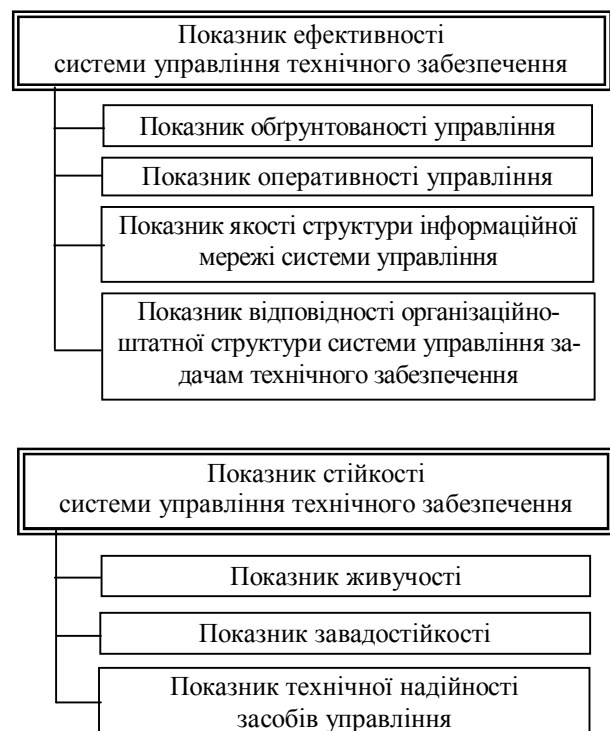 Показник ефективності
системи управління технічного забезпечення
Показник обґрунтованості управління
Показник оперативності управління
Показник якості структури інформаційної
мережі системи управління
Показник відповідності організаційно-
штатної структури системи управління за-
дачам технічного забезпечення
Показник стійкості
системи управління технічного забезпечення
Показник живучості
Показник завадостійкості
Показник технічної надійності
засобів управління